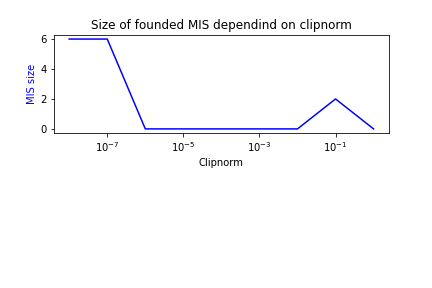 Size of founded MIS dependind on clipnorm
MIS size
6
4
2
0
10⁻⁷
10⁻⁵
10⁻³
10⁻¹
Clipnorm